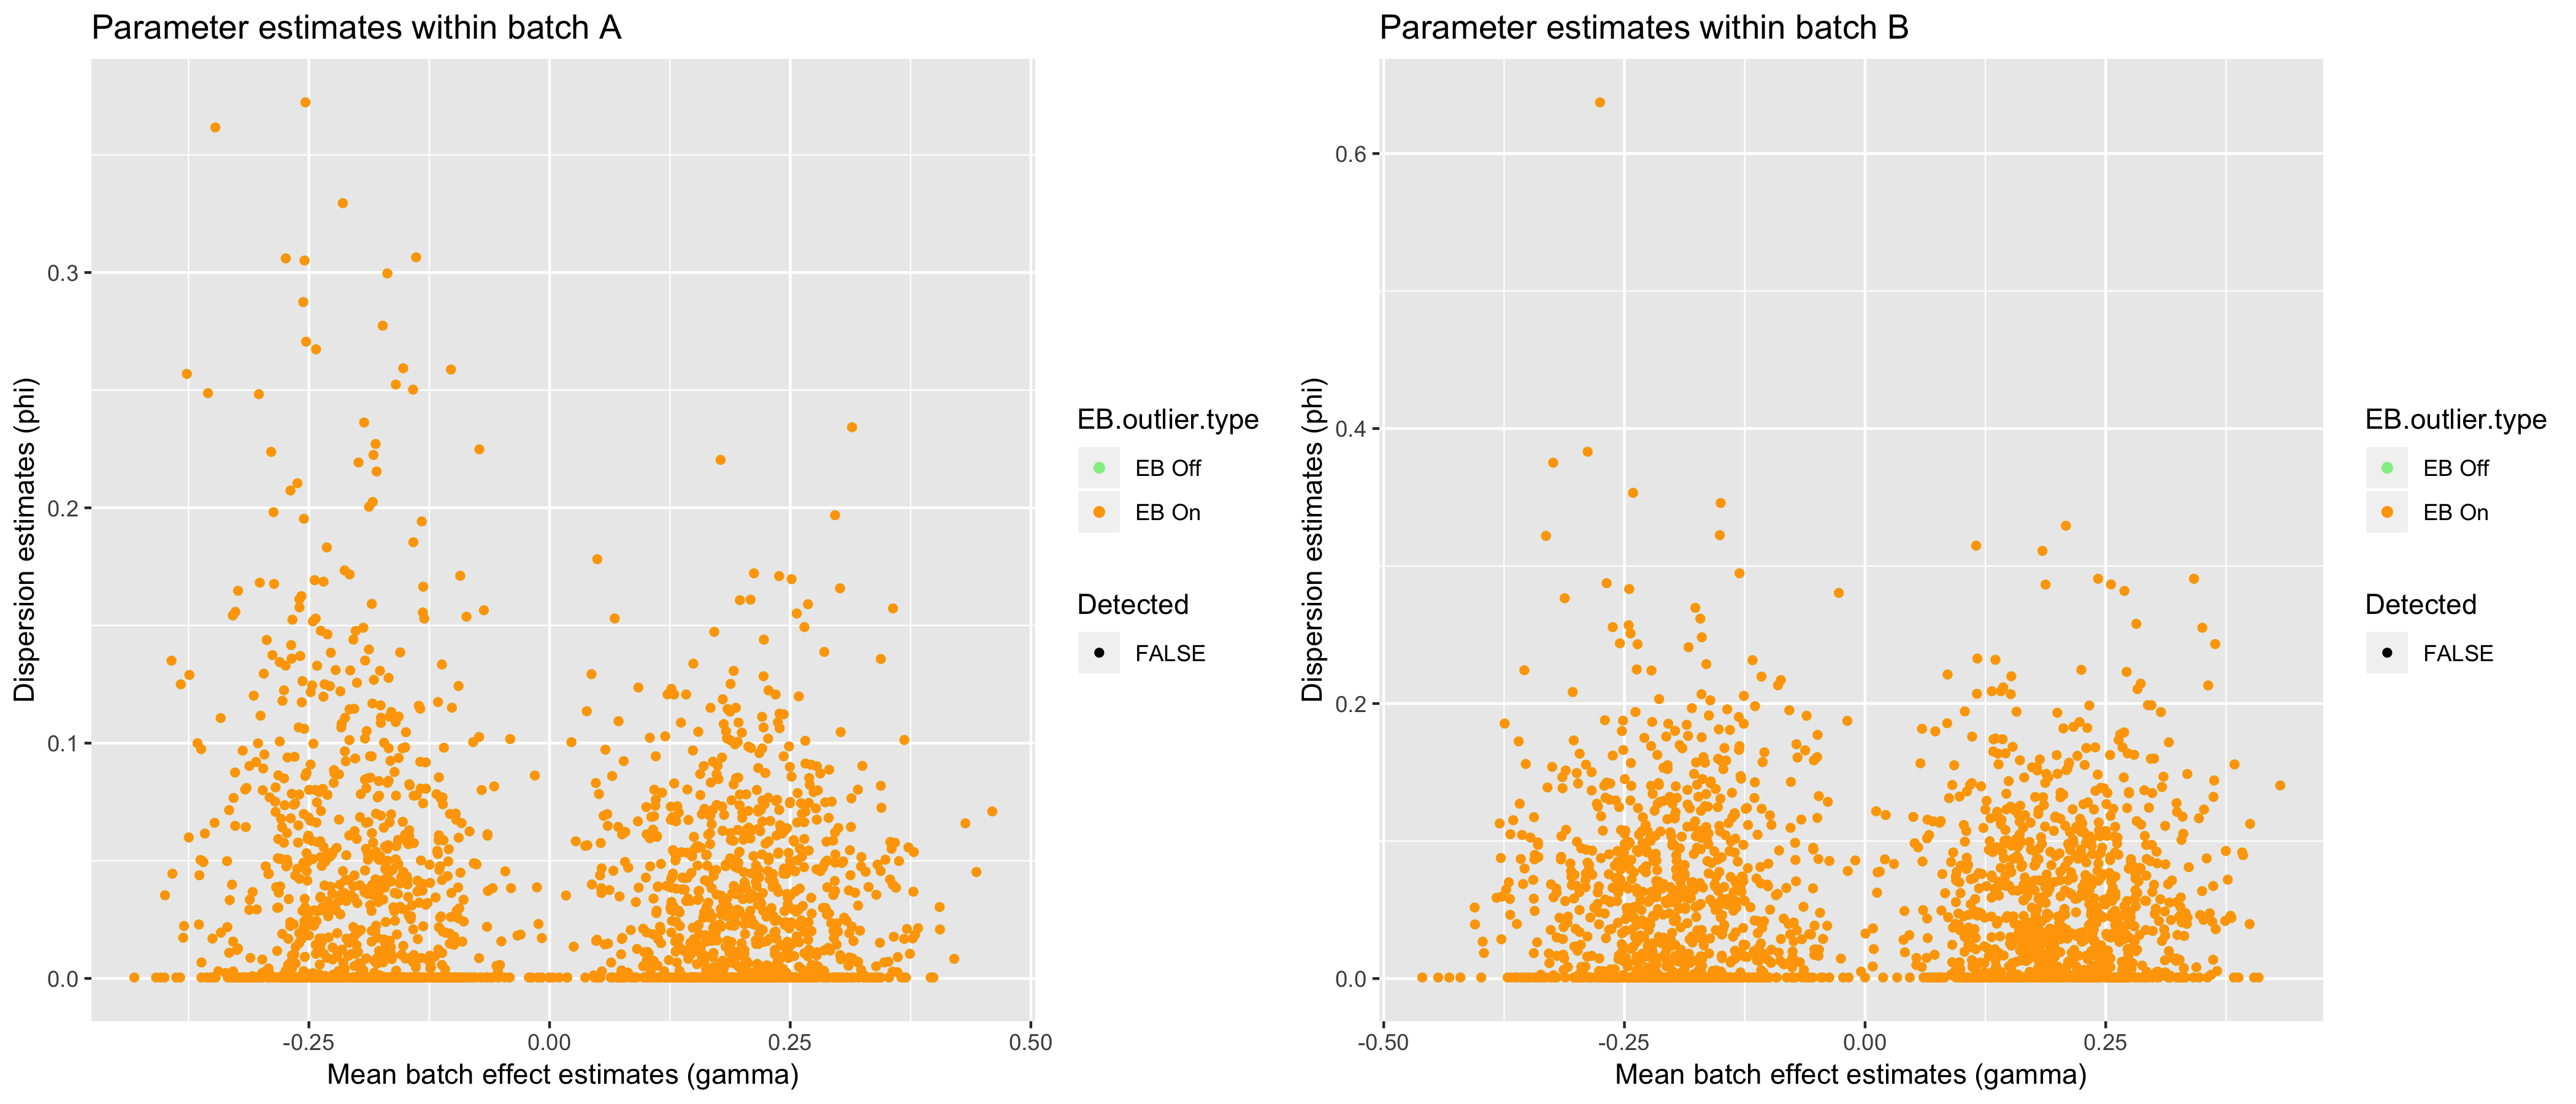 Parameter estimates within batch A
Dispersion estimates (phi)
0.3
0.2
0.1
0.0
-0.25
0.00
0.25
0.50
Mean batch effect estimates (gamma)
EB.outlier.type
EB Off
EB On
Detected
FALSE
Parameter estimates within batch B
Dispersion estimates (phi)
0.6
0.4
0.2
0.0
-0.50
-0.25
0.00
0.25
Mean batch effect estimates (gamma)
EB.outlier.type
EB Off
EB On
Detected
FALSE